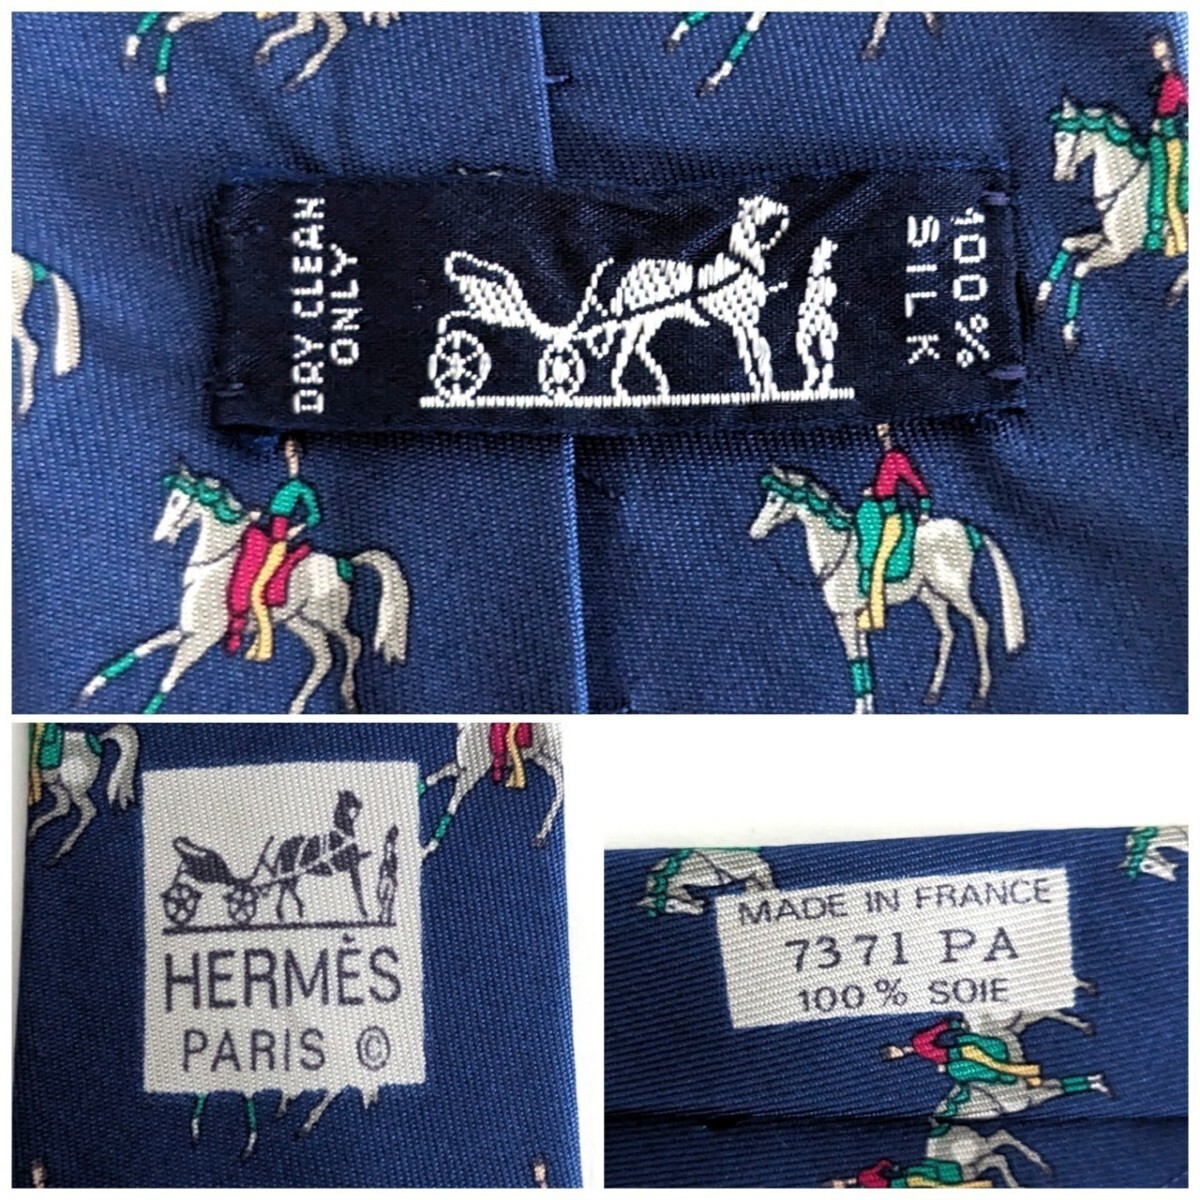 DRY CLEAN
ONLY
100%
SILK
HERMÈS
PARIS ©
MADE IN FRANCE
7371 PA
100% SOIE